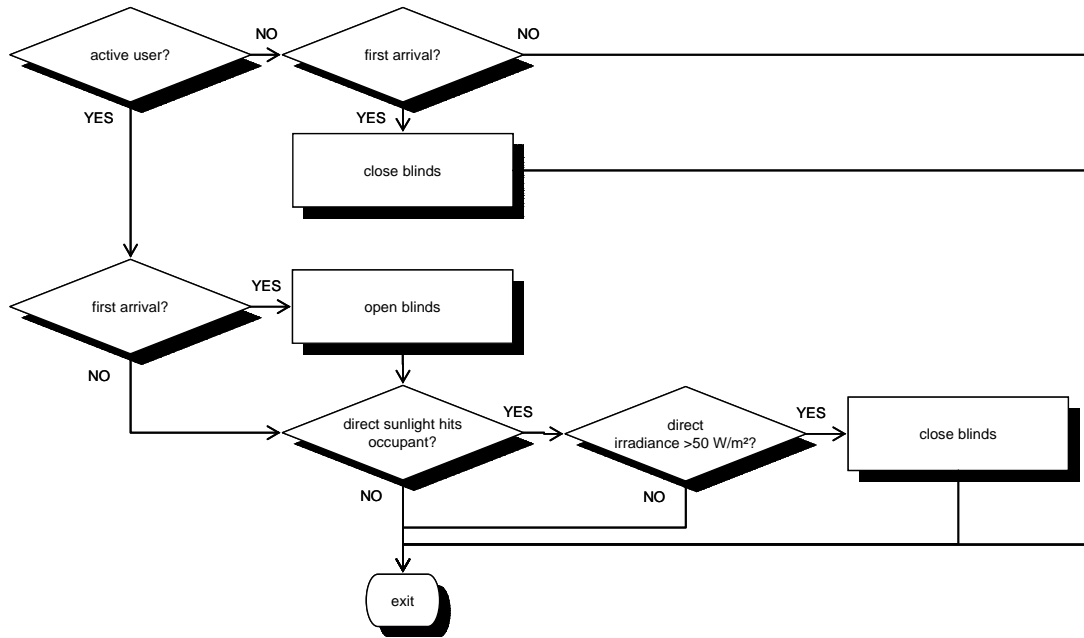 active user?
NO
first arrival?
NO
YES
YES
close blinds
first arrival?
YES
open blinds
NO
direct sunlight hits
occupant?
YES
direct
irradiance >50 W/m²?
YES
close blinds
NO
NO
exit